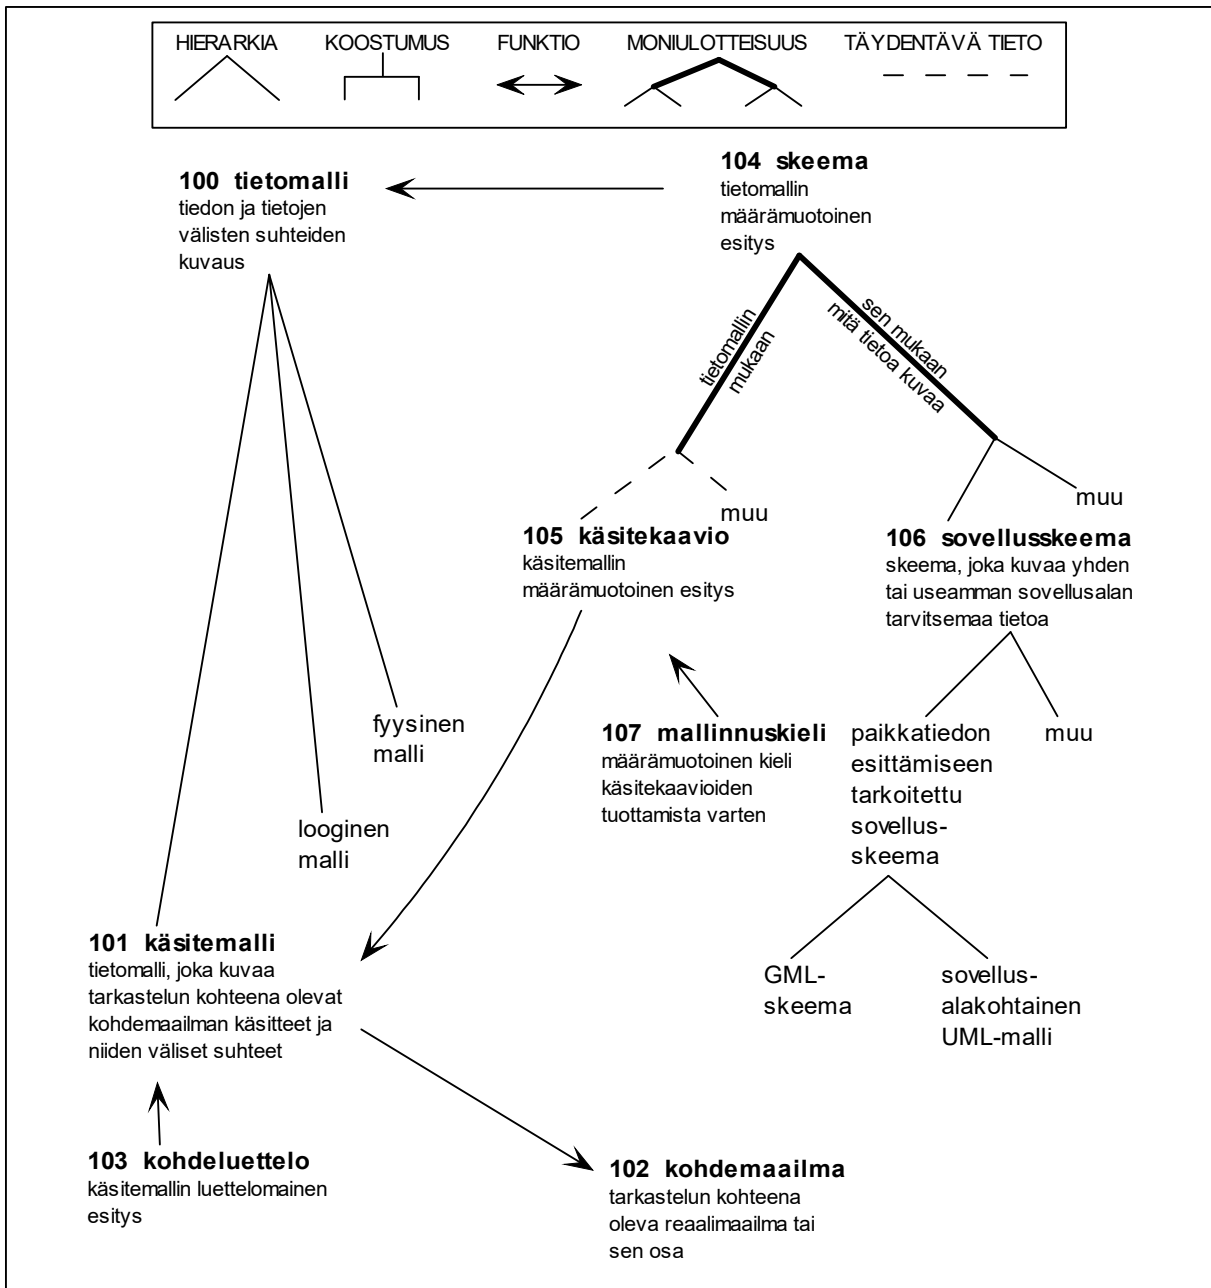 HIERARKIA
KOOSTUMUS
FUNKTIO
MONIULOTTEISUUS
TÄYDENTÄVÄ TIETO
100 tietomalli
tiedon ja tietojen
välisten suhteiden
kuvaus
104 skeema
tietomallin
määrämuotoinen
esitys
tietomallin
mukaan
sen mukaan
mitä tietoa kuvaa
muu
muu
105 käsitekaavio
käsitemallin
määrämuotoinen esitys
106 sovellusskeema
skeema, joka kuvaa yhden
tai useamman sovellusalan
tarvitsemaa tietoa
fyysinen
malli
107 mallinnuskieli
määrämuotoinen kieli
käsitekaavioiden
tuottamista varten
paikkatiedon
esittämiseen
tarkoitettu
sovellus-
skeema
muu
looginen
malli
101 käsitemalli
tietomalli, joka kuvaa
tarkastelun kohteena olevat
kohdemaailman käsitteet ja
niiden väliset suhteet
GML-
skeema
sovellus-
alakohtainen
UML-malli
103 kohdeluettelo
käsitemallin luettelomainen
esitys
102 kohdemaailma
tarkastelun kohteena
oleva reaalimaailma tai
sen osa